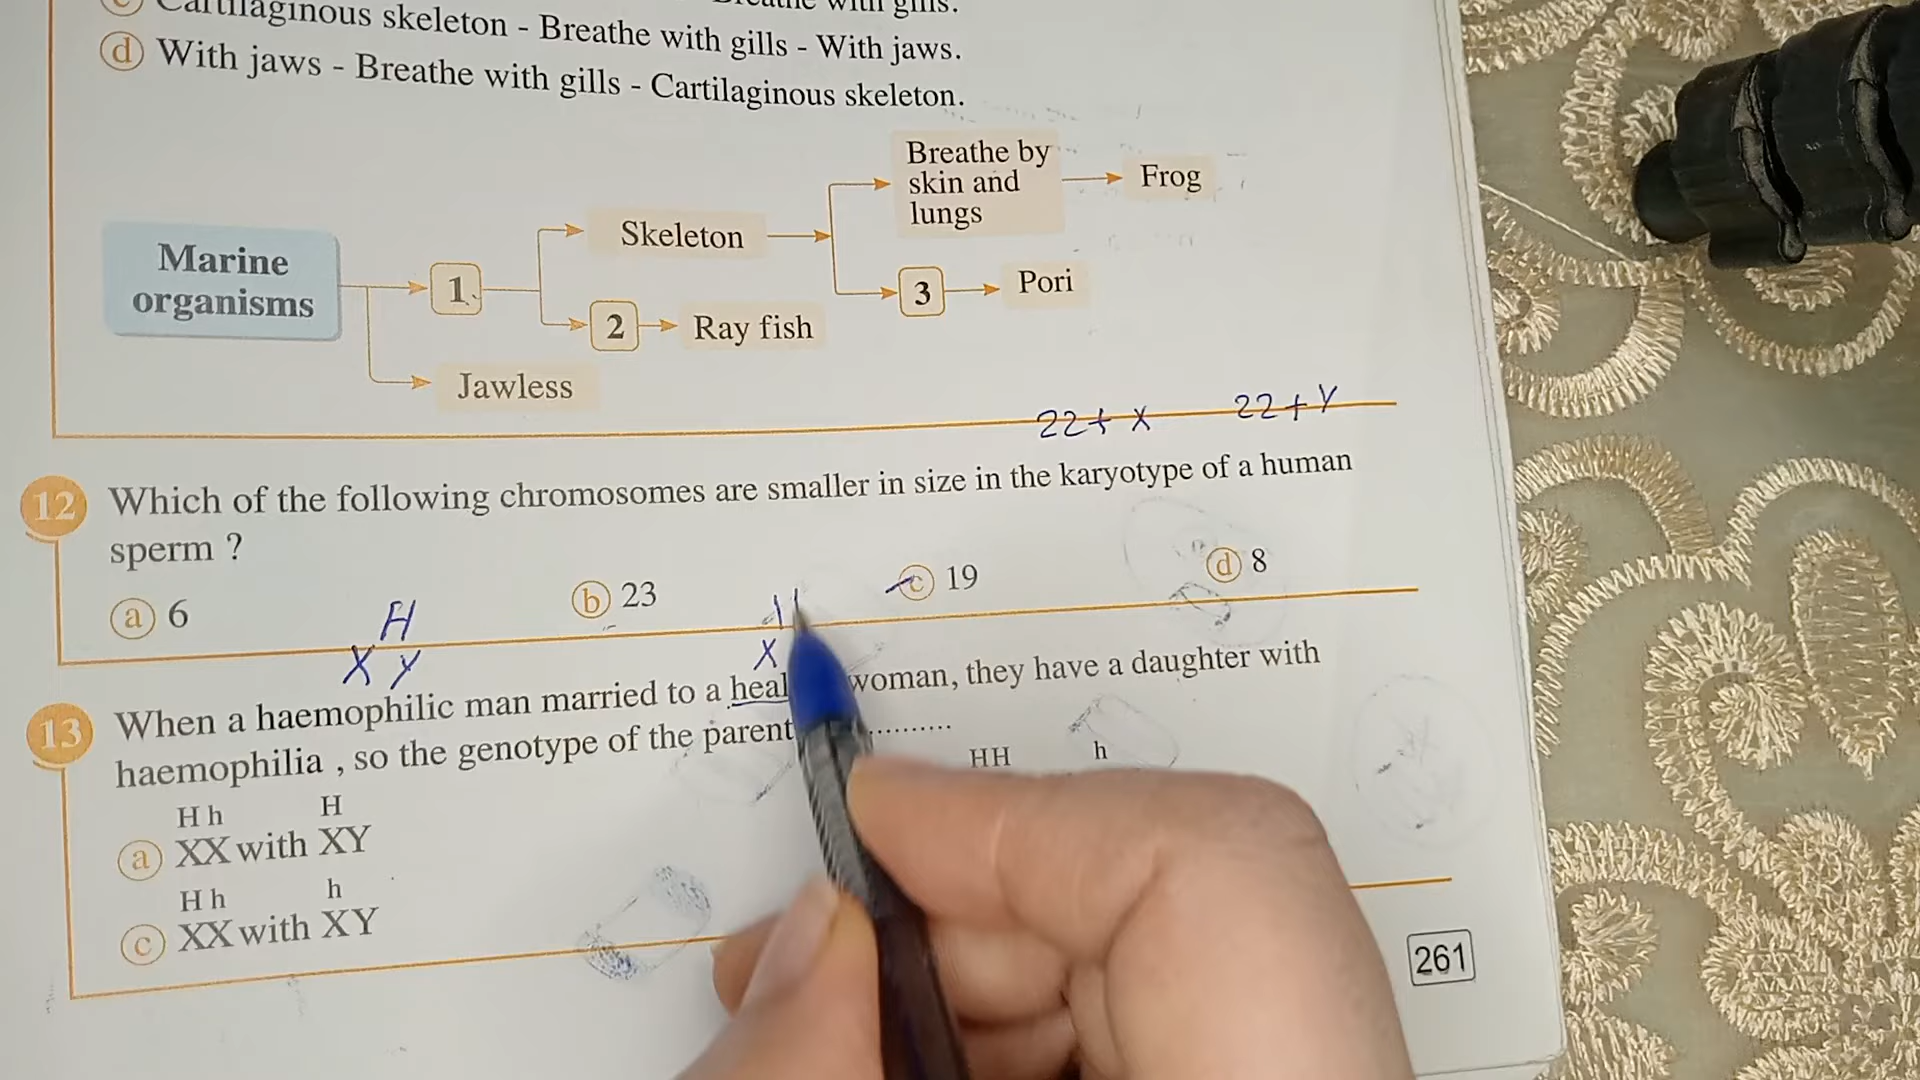 Cartilaginous skeleton - Breathe with gills - With jaws.
d With jaws - Breathe with gills - Cartilaginous skeleton.
Marine organisms
1
Skeleton
Breathe by skin and lungs
Frog
3
Pori
2
Ray fish
Jawless
22+ X 22+Y
12 Which of the following chromosomes are smaller in size in the karyotype of a human
sperm ?
a 6 b 23 c 19 d 8
H
X Y X
13 When a haemophilic man married to a woman, they have a daughter with
haemophilia , so the genotype of the parent ..........
H h H HH h
a XX with XY
H h h
c XX with XY
261